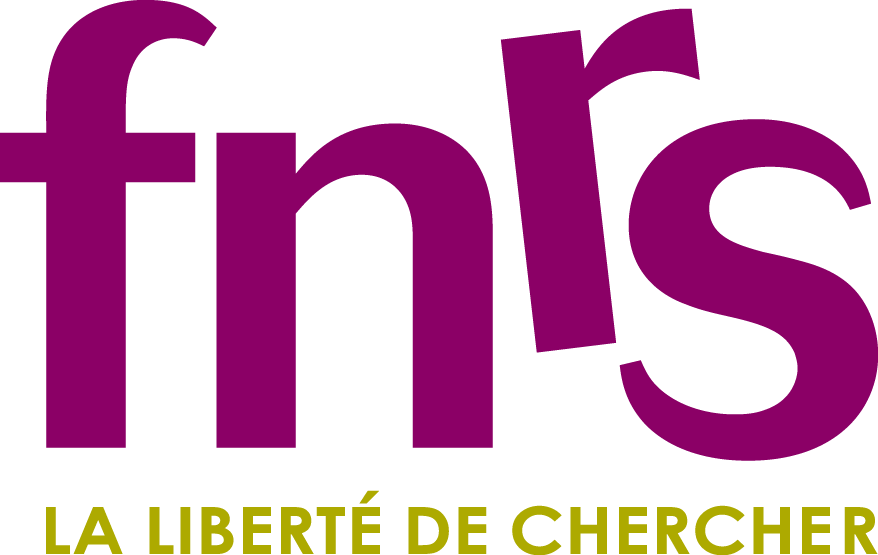 fnrs
LA LIBERTÉ DE CHERCHER